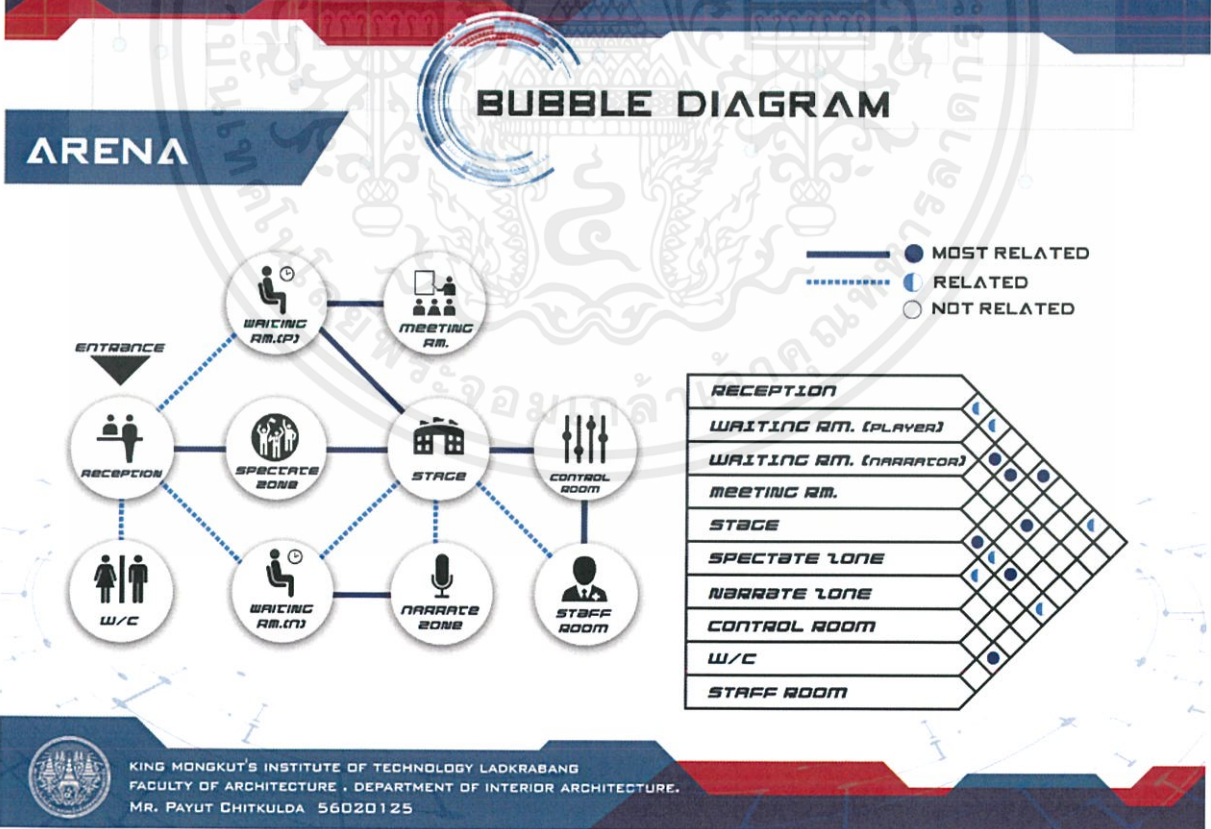 BUBBLE DIAGRAM
ARENA
MOST RELATED
RELATED
NOT RELATED
ENTRANCE
WAITING
RM.(P)
MEETING
RM.
RECEPTION
SPECTATE
ZONE
STAGE
CONTROL
ROOM
W/C
WAITING
RM.(N)
NARRATE
ZONE
STAFF
ROOM
RECEPTION
WAITING RM. (PLAYER)
WAITING RM. (NARRATOR)
MEETING RM.
STAGE
SPECTATE ZONE
NARRATE ZONE
CONTROL ROOM
W/C
STAFF ROOM
KING MONGKUT'S INSTITUTE OF TECHNOLOGY LADKRABANG
FACULTY OF ARCHITECTURE . DEPARTMENT OF INTERIOR ARCHITECTURE.
MR. PAYUT CHITKULDA 56020125